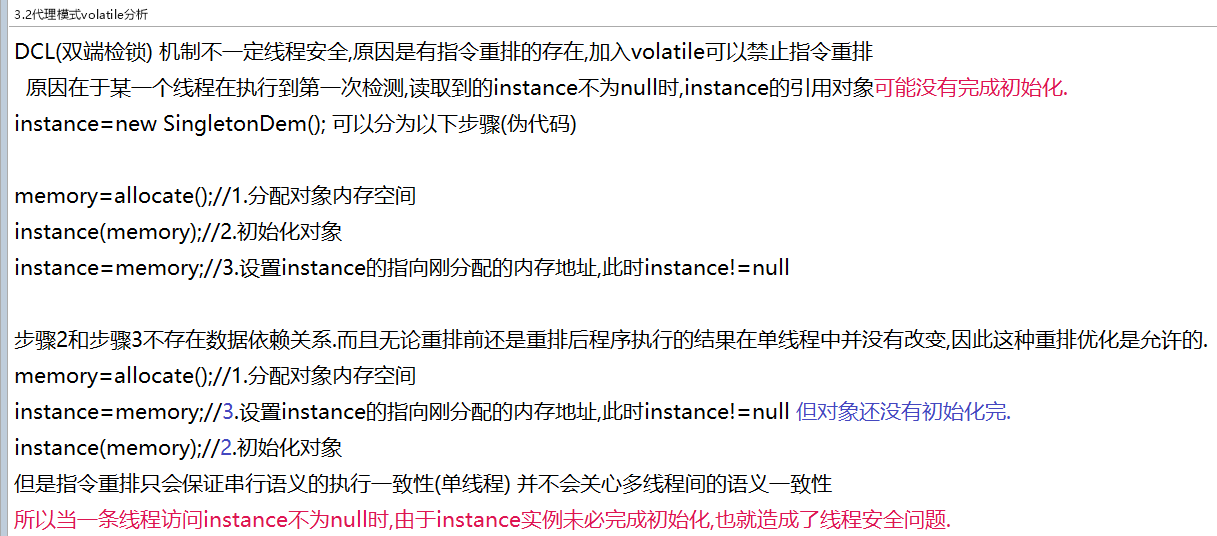 3.2代理模式volatile分析
DCL(双端检锁) 机制不一定线程安全,原因是有指令重排的存在,加入volatile可以禁止指令重排
原因在于某一个线程在执行到第一次检测,读取到的instance不为null时,instance的引用对象可能没有完成初始化.
instance=new SingletonDem(); 可以分为以下步骤(伪代码)
memory=allocate();//1.分配对象内存空间
instance(memory);//2.初始化对象
instance=memory;//3.设置instance的指向刚分配的内存地址,此时instance!=null
步骤2和步骤3不存在数据依赖关系.而且无论重排前还是重排后程序执行的结果在单线程中并没有改变,因此这种重排优化是允许的.
memory=allocate();//1.分配对象内存空间
instance=memory;//3.设置instance的指向刚分配的内存地址,此时instance!=null 但对象还没有初始化完.
instance(memory);//2.初始化对象
但是指令重排只会保证串行语义的执行一致性(单线程) 并不会关心多线程间的语义一致性
所以当一条线程访问instance不为null时,由于instance实例未必完成初始化,也就造成了线程安全问题.